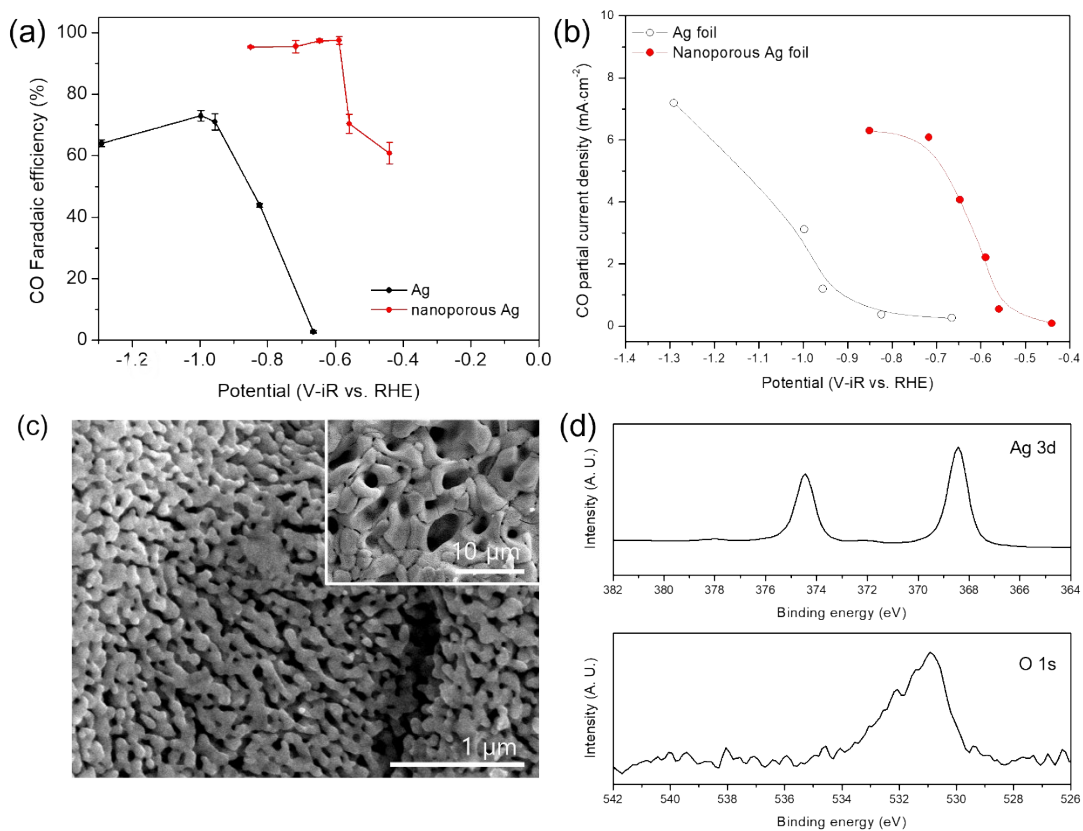 (a)
CO Faradaic efficiency (%)
100
80
60
40
20
0
Ag
nanoporous Ag
-1.2 -1.0 -0.8 -0.6 -0.4 -0.2 0.0
Potential (V-iR vs. RHE)
(b)
CO partial current density (mA·cm-2)
10
8
6
4
2
0
Ag foil
Nanoporous Ag foil
-1.4 -1.3 -1.2 -1.1 -1.0 -0.9 -0.8 -0.7 -0.6 -0.5 -0.4
Potential (V-iR vs. RHE)
(c)
10 µm
1 µm
(d)
Ag 3d
Intensity (A. U.)
382 380 378 376 374 372 370 368 366 364
Binding energy (eV)
O 1s
Intensity (A. U.)
542 540 538 536 534 532 530 528 526
Binding energy (eV)